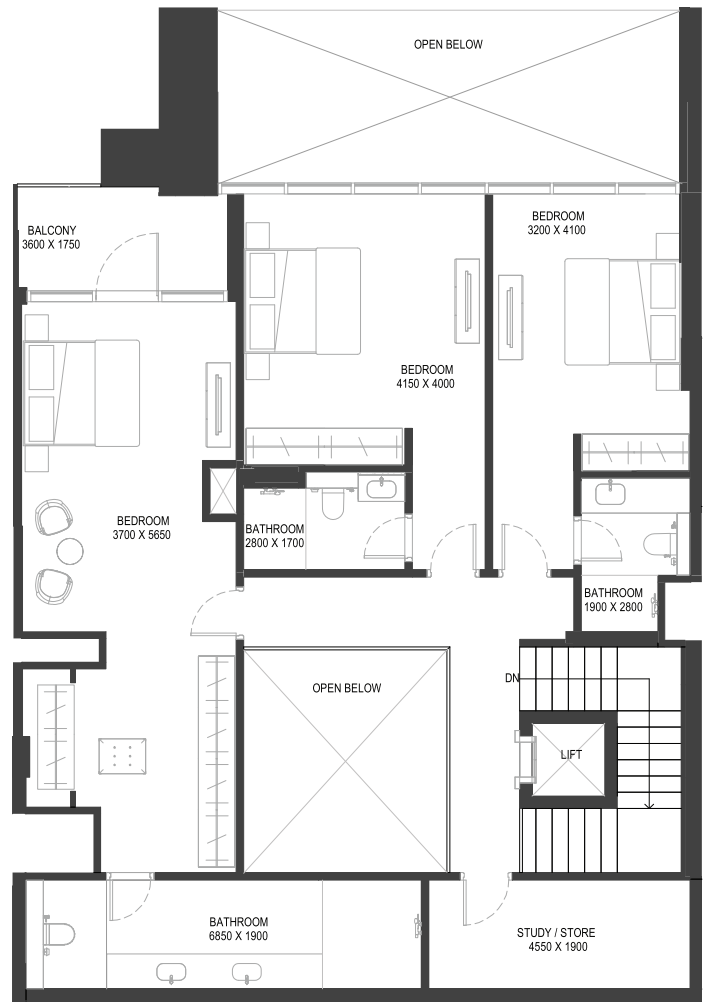 OPEN BELOW
BALCONY
3600 X 1750
BEDROOM
3200 X 4100
BEDROOM
4150 X 4000
BEDROOM
3700 X 5650
BATHROOM
2800 X 1700
BATHROOM
1900 X 2800
OPEN BELOW
DN
LIFT
BATHROOM
6850 X 1900
STUDY / STORE
4550 X 1900